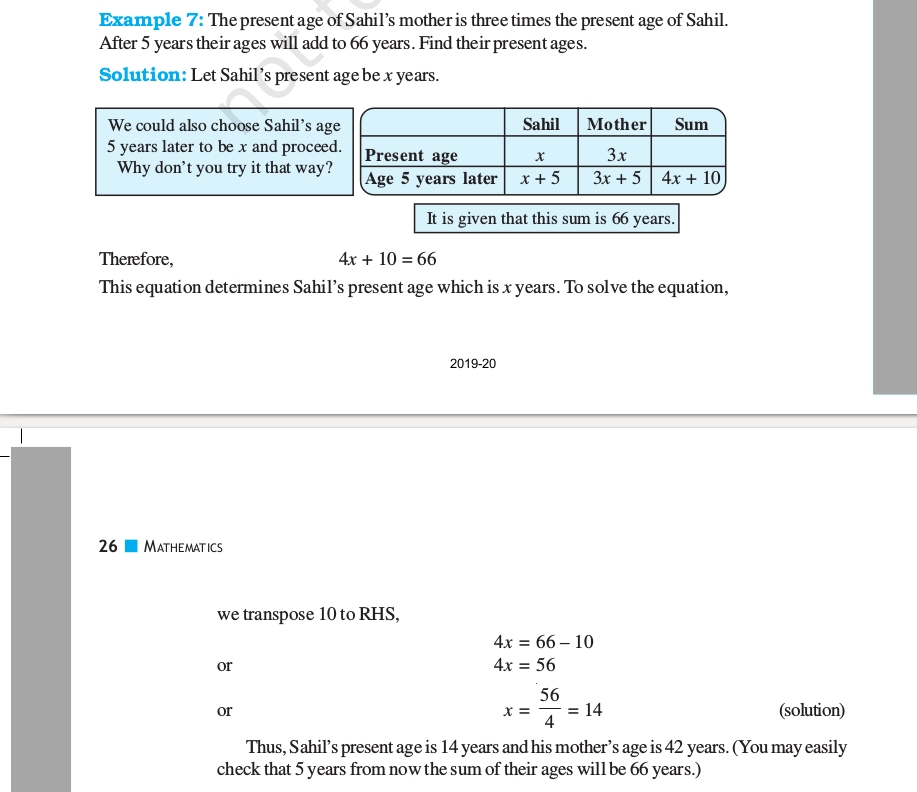 Example 7: The present age of Sahil's mother is three times the present age of Sahil.
After 5 years their ages will add to 66 years. Find their present ages.
Solution: Let Sahil's present age be x years.
We could also choose Sahil's age
5 years later to be x and proceed.
Why don't you try it that way?
Sahil Mother Sum
Present age x 3x
Age 5 years later x + 5 3x + 5 4x + 10
It is given that this sum is 66 years.
Therefore, 4x + 10 = 66
This equation determines Sahil's present age which is x years. To solve the equation,
2019-20
26 ■ MATHEMATICS
we transpose 10 to RHS,
4x = 66 – 10
or 4x = 56
or x = 56/4 = 14 (solution)
Thus, Sahil's present age is 14 years and his mother's age is 42 years. (You may easily
check that 5 years from now the sum of their ages will be 66 years.)
not to